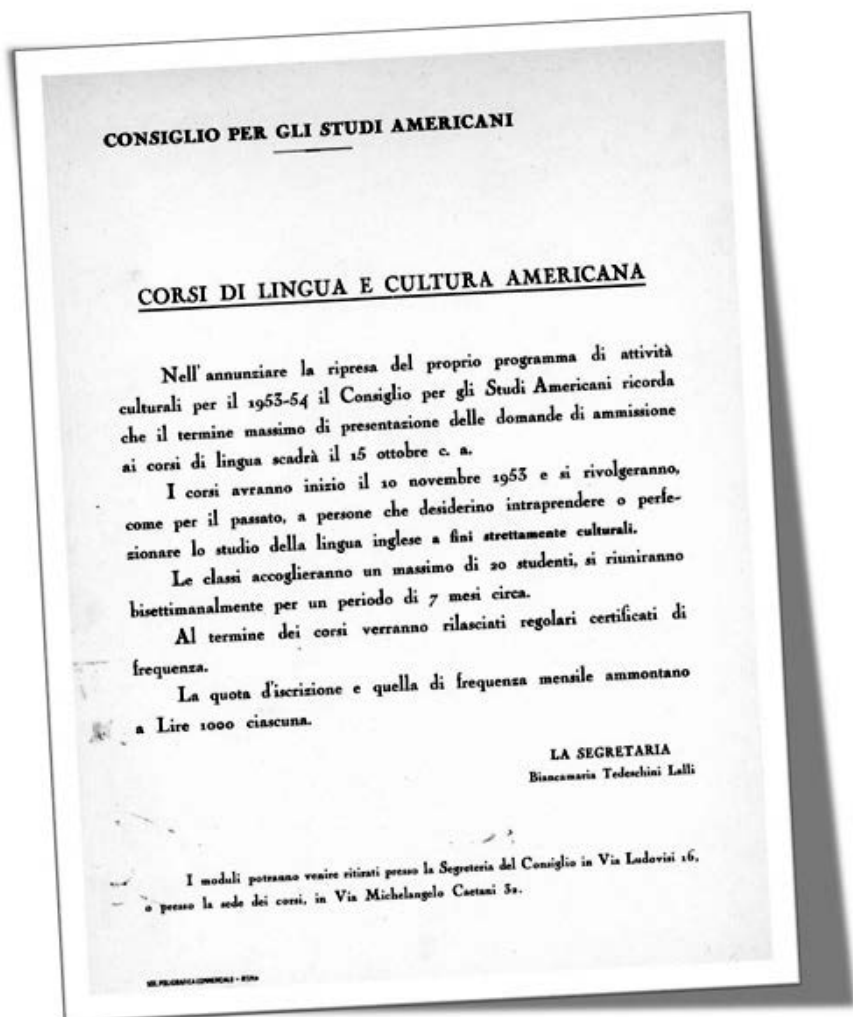 CONSIGLIO PER GLI STUDI AMERICANI
CORSI DI LINGUA E CULTURA AMERICANA
Nell' annunziare la ripresa del proprio programma di attività
culturali per il 1953-54 il Consiglio per gli Studi Americani ricorda
che il termine massimo di presentazione delle domande di ammissione
ai corsi di lingua scadrà il 15 ottobre c. a.
I corsi avranno inizio il 10 novembre 1953 e si rivolgeranno,
come per il passato, a persone che desiderino intraprendere o perfe-
zionare lo studio della lingua inglese a fini strettamente culturali.
Le classi accoglieranno un massimo di 20 studenti, si riuniranno
bisettimanalmente per un periodo di 7 mesi circa.
Al termine dei corsi verranno rilasciati regolari certificati di
frequenza.
La quota d'iscrizione e quella di frequenza mensile ammontano
a Lire 1000 ciascuna.
LA SEGRETARIA
Biancamaria Tedeschini Lalli
I moduli potranno venire ritirati presso la Segreteria del Consiglio in Via Ludovisi 16,
o presso la sede dei corsi, in Via Michelangelo Caetani 32.
POLIGRAFICA COMMERCIALE - ROMA